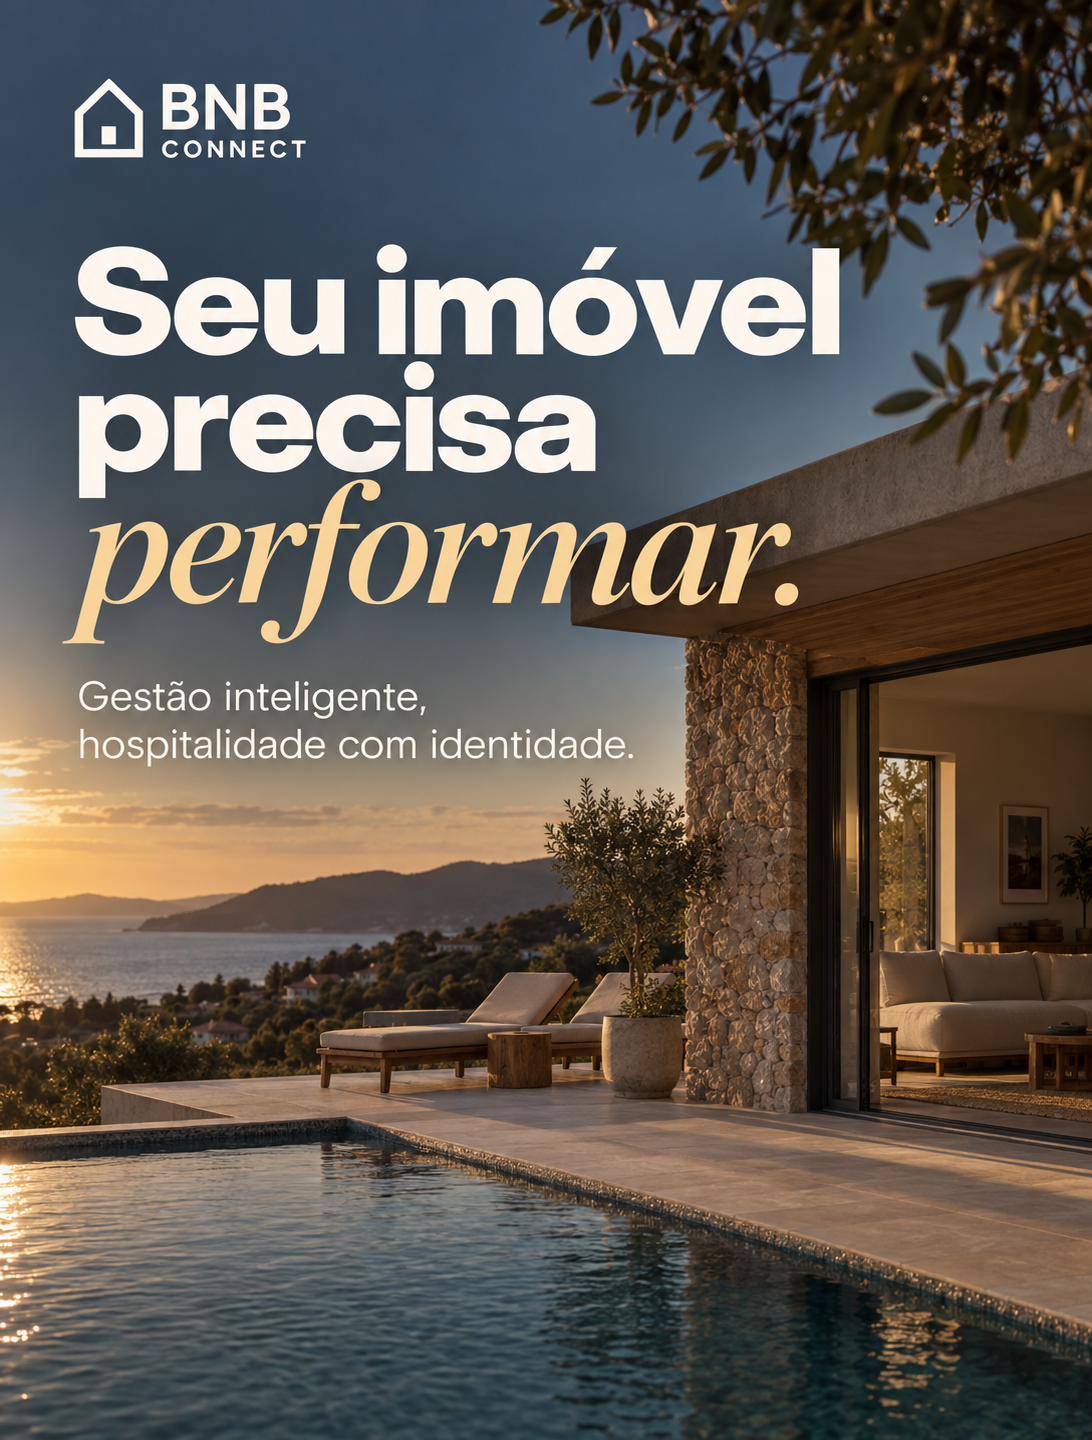 BNB
CONNECT
Seu imóvel
precisa
performar.
Gestão inteligente,
hospitalidade com identidade.